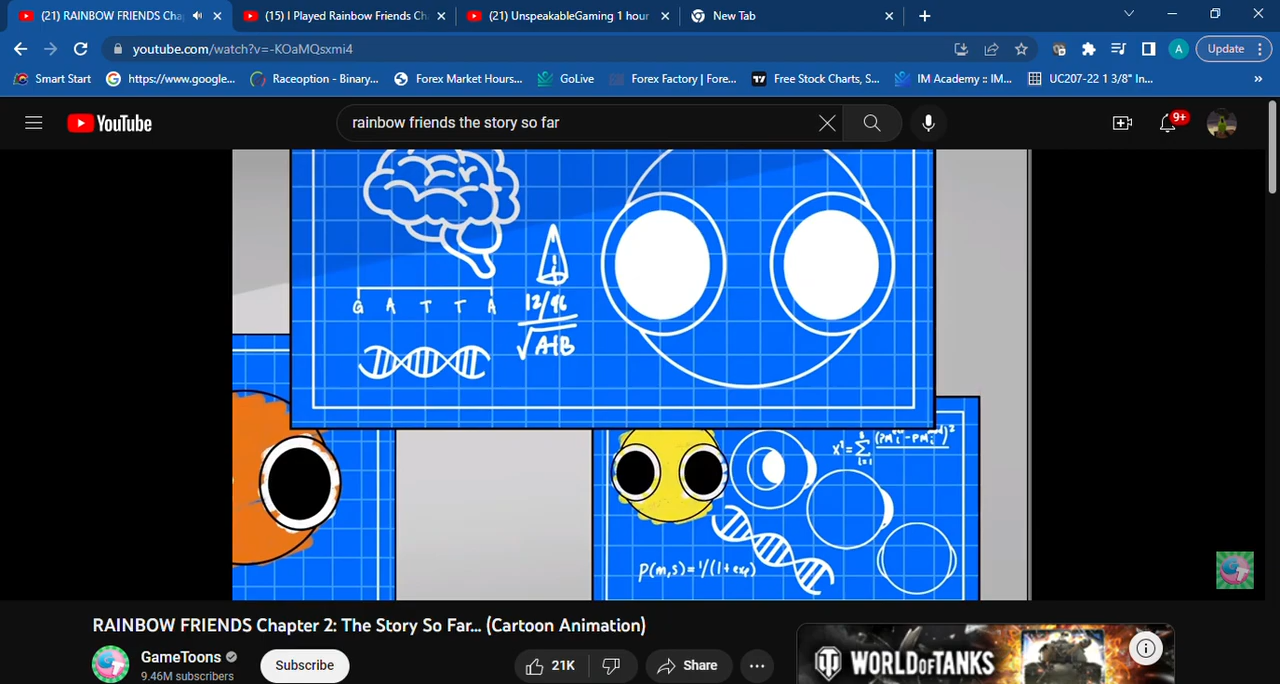 (21) RAINBOW FRIENDS Cha
(15) I Played Rainbow Friends Ch
(21) UnspeakableGaming 1 hour
New Tab
youtube.com/watch?v=-KOaMQsxmi4
A
Update
Smart Start
https://www.google...
Raceoption - Binary...
Forex Market Hours...
GoLive
Forex Factory | Fore...
Free Stock Charts, S...
IM Academy :: IM...
UC207-22 1 3/8" In...
»
YouTube
rainbow friends the story so far
9+
G A T T A
12/96
√A+B
P(m,s)=1/(1+exp)
RAINBOW FRIENDS Chapter 2: The Story So Far... (Cartoon Animation)
GameToons
9.46M subscribers
Subscribe
21K
Share
WORLD OF TANKS